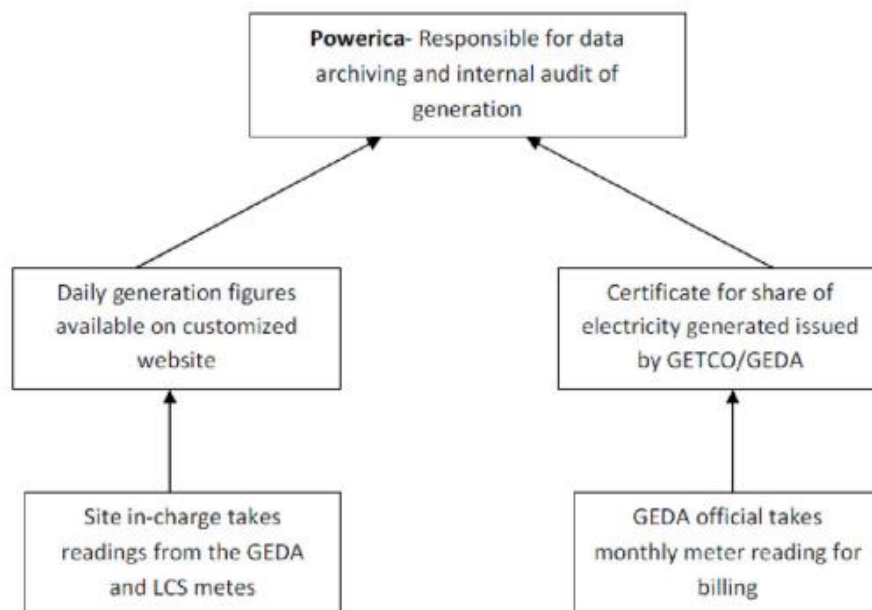 Powerica- Responsible for data
archiving and internal audit of
generation
Daily generation figures
available on customized
website
Certificate for share of
electricity generated issued
by GETCO/GEDA
Site in-charge takes
readings from the GEDA
and LCS metes
GEDA official takes
monthly meter reading for
billing